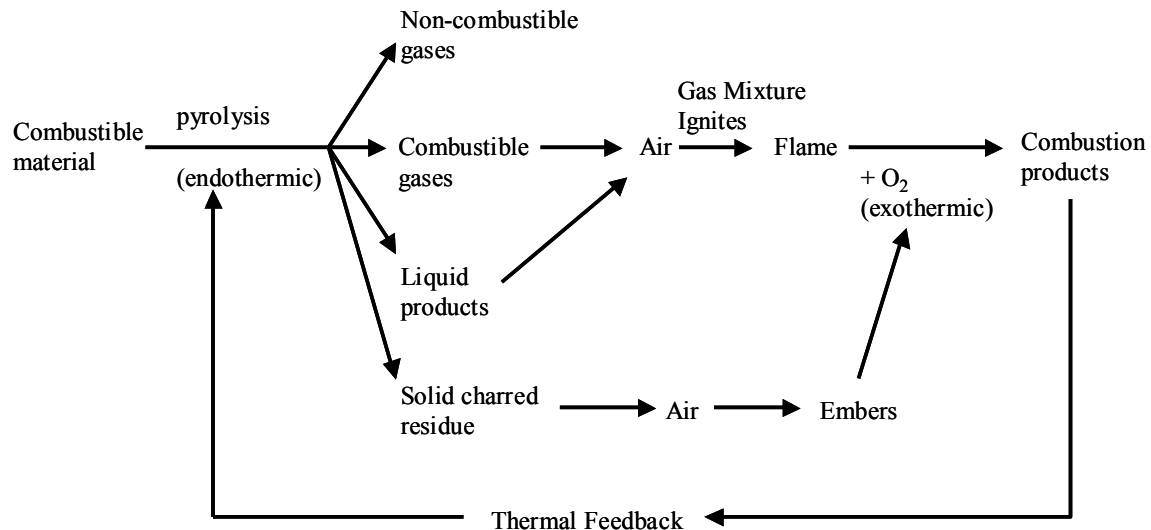 Non-combustible
gases
Gas Mixture
Ignites
pyrolysis
Combustible
material
Combustible
gases
Air
Flame
Combustion
products
(endothermic)
+ O₂
(exothermic)
Liquid
products
Solid charred
residue
Air
Embers
Thermal Feedback